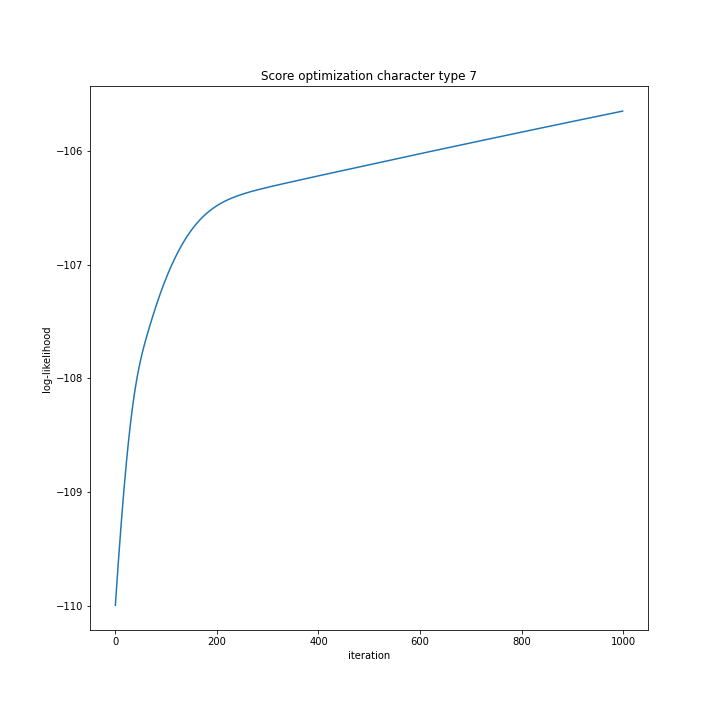 Score optimization character type 7
−106
−107
−108
−109
−110
log-likelihood
0 200 400 600 800 1000
iteration